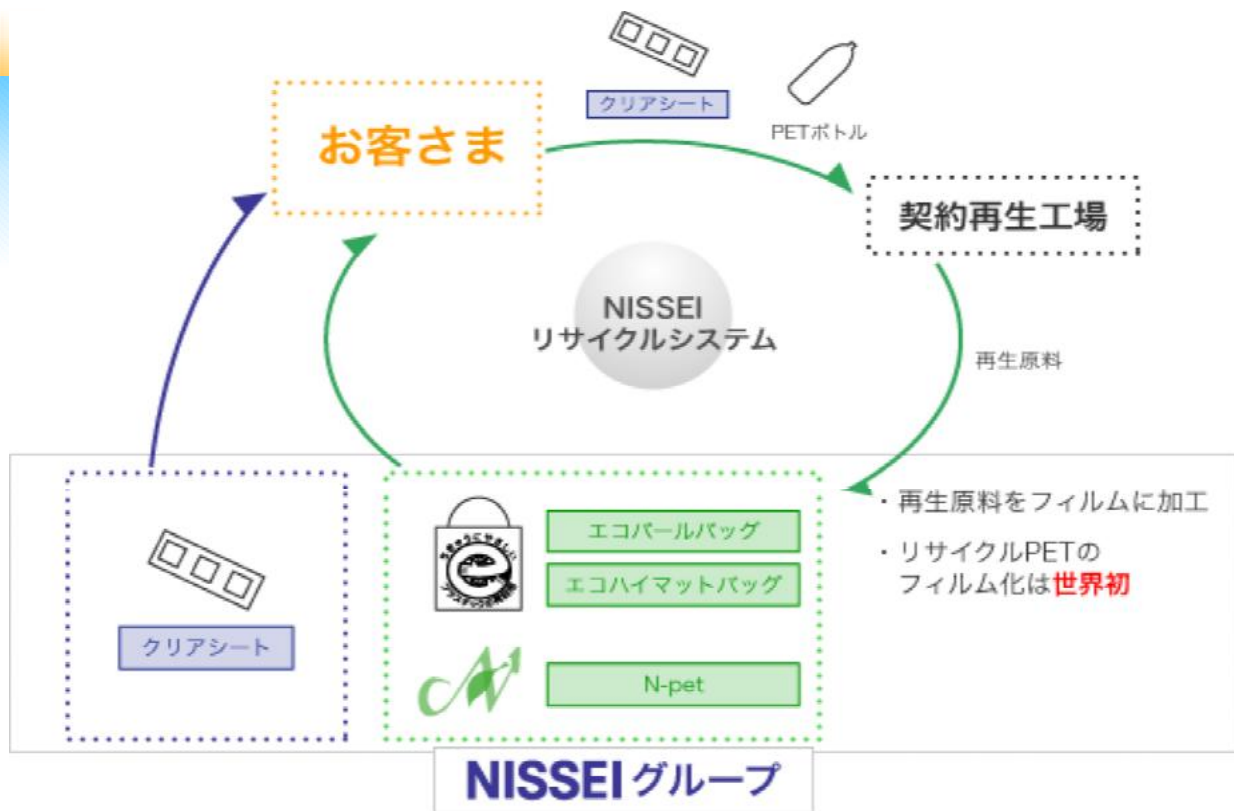 クリアシート
PETボトル
お客さま
契約再生工場
NISSEI
リサイクルシステム
再生原料
・再生原料をフィルムに加工
・リサイクルPETの
フィルム化は世界初
エコパールバッグ
エコハイマットバッグ
クリアシート
N-pet
NISSEIグループ